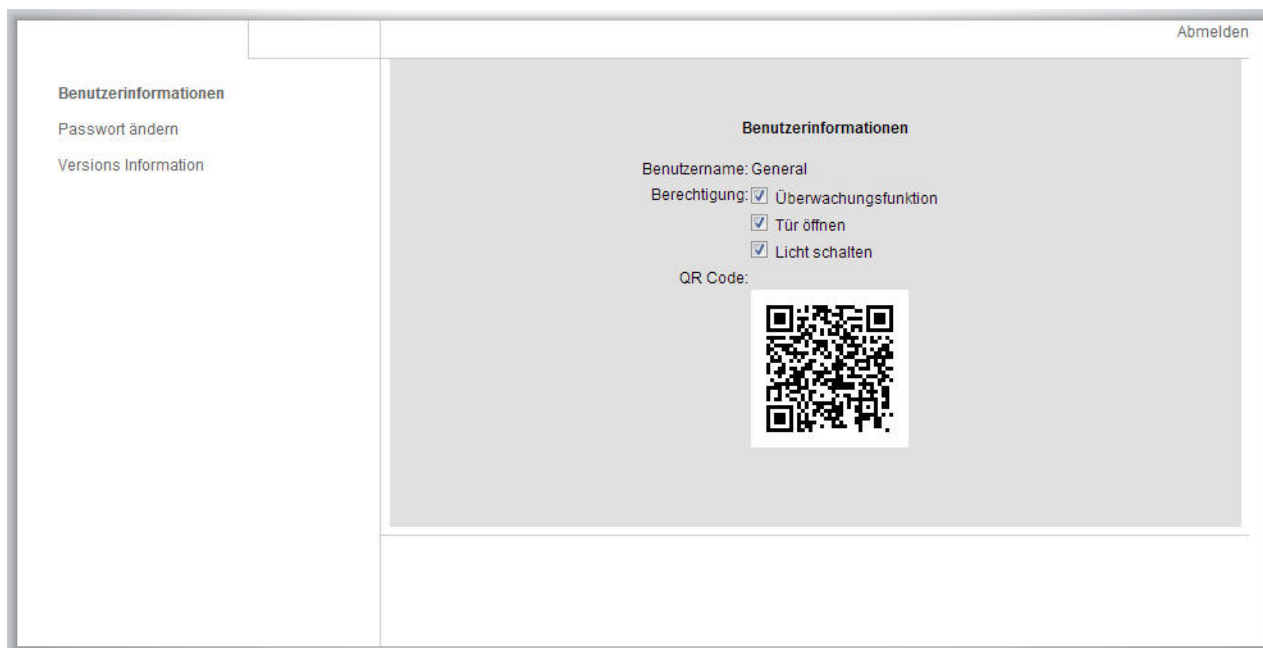 Abmelden
Benutzerinformationen
Passwort ändern
Versions Information
Benutzerinformationen
Benutzername: General
Berechtigung: Überwachungsfunktion
Tür öffnen
Licht schalten
QR Code: